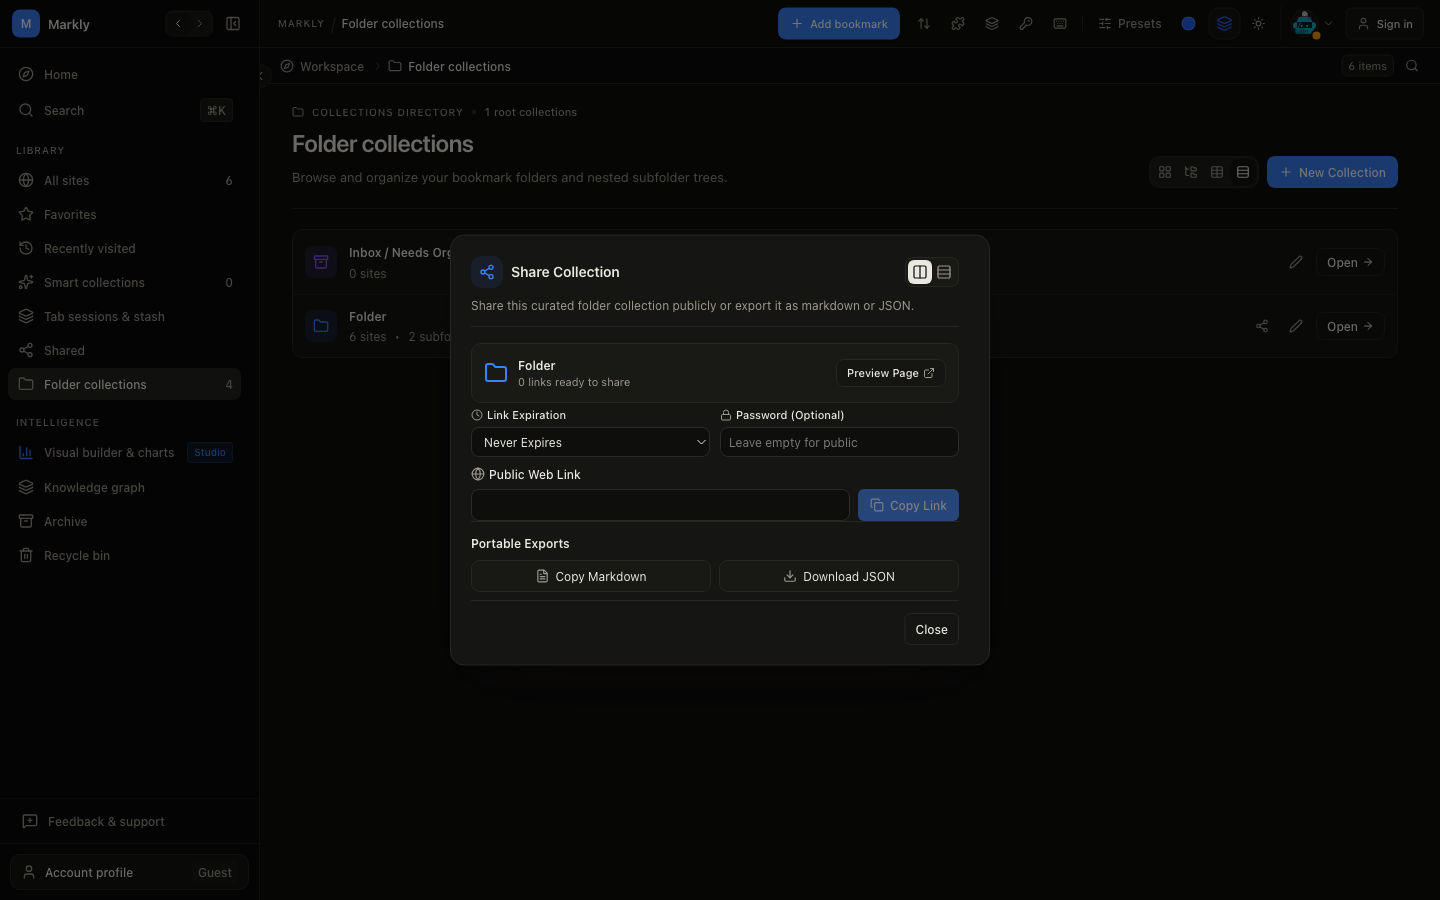 M Markly
MARKLY / Folder collections
Add bookmark
Presets
Sign in
Home
Search ⌘K
LIBRARY
All sites 6
Favorites
Recently visited
Smart collections 0
Tab sessions & stash
Shared
Folder collections 4
INTELLIGENCE
Visual builder & charts Studio
Knowledge graph
Archive
Recycle bin
Feedback & support
Account profile Guest
Workspace Folder collections
6 items
COLLECTIONS DIRECTORY • 1 root collections
Folder collections
Browse and organize your bookmark folders and nested subfolder trees.
New Collection
Inbox / Needs Org
0 sites
Open
Folder
6 sites • 2 subfo
Open
Share Collection
Share this curated folder collection publicly or export it as markdown or JSON.
Folder
0 links ready to share
Preview Page
Link Expiration
Never Expires
Password (Optional)
Leave empty for public
Public Web Link
Copy Link
Portable Exports
Copy Markdown
Download JSON
Close